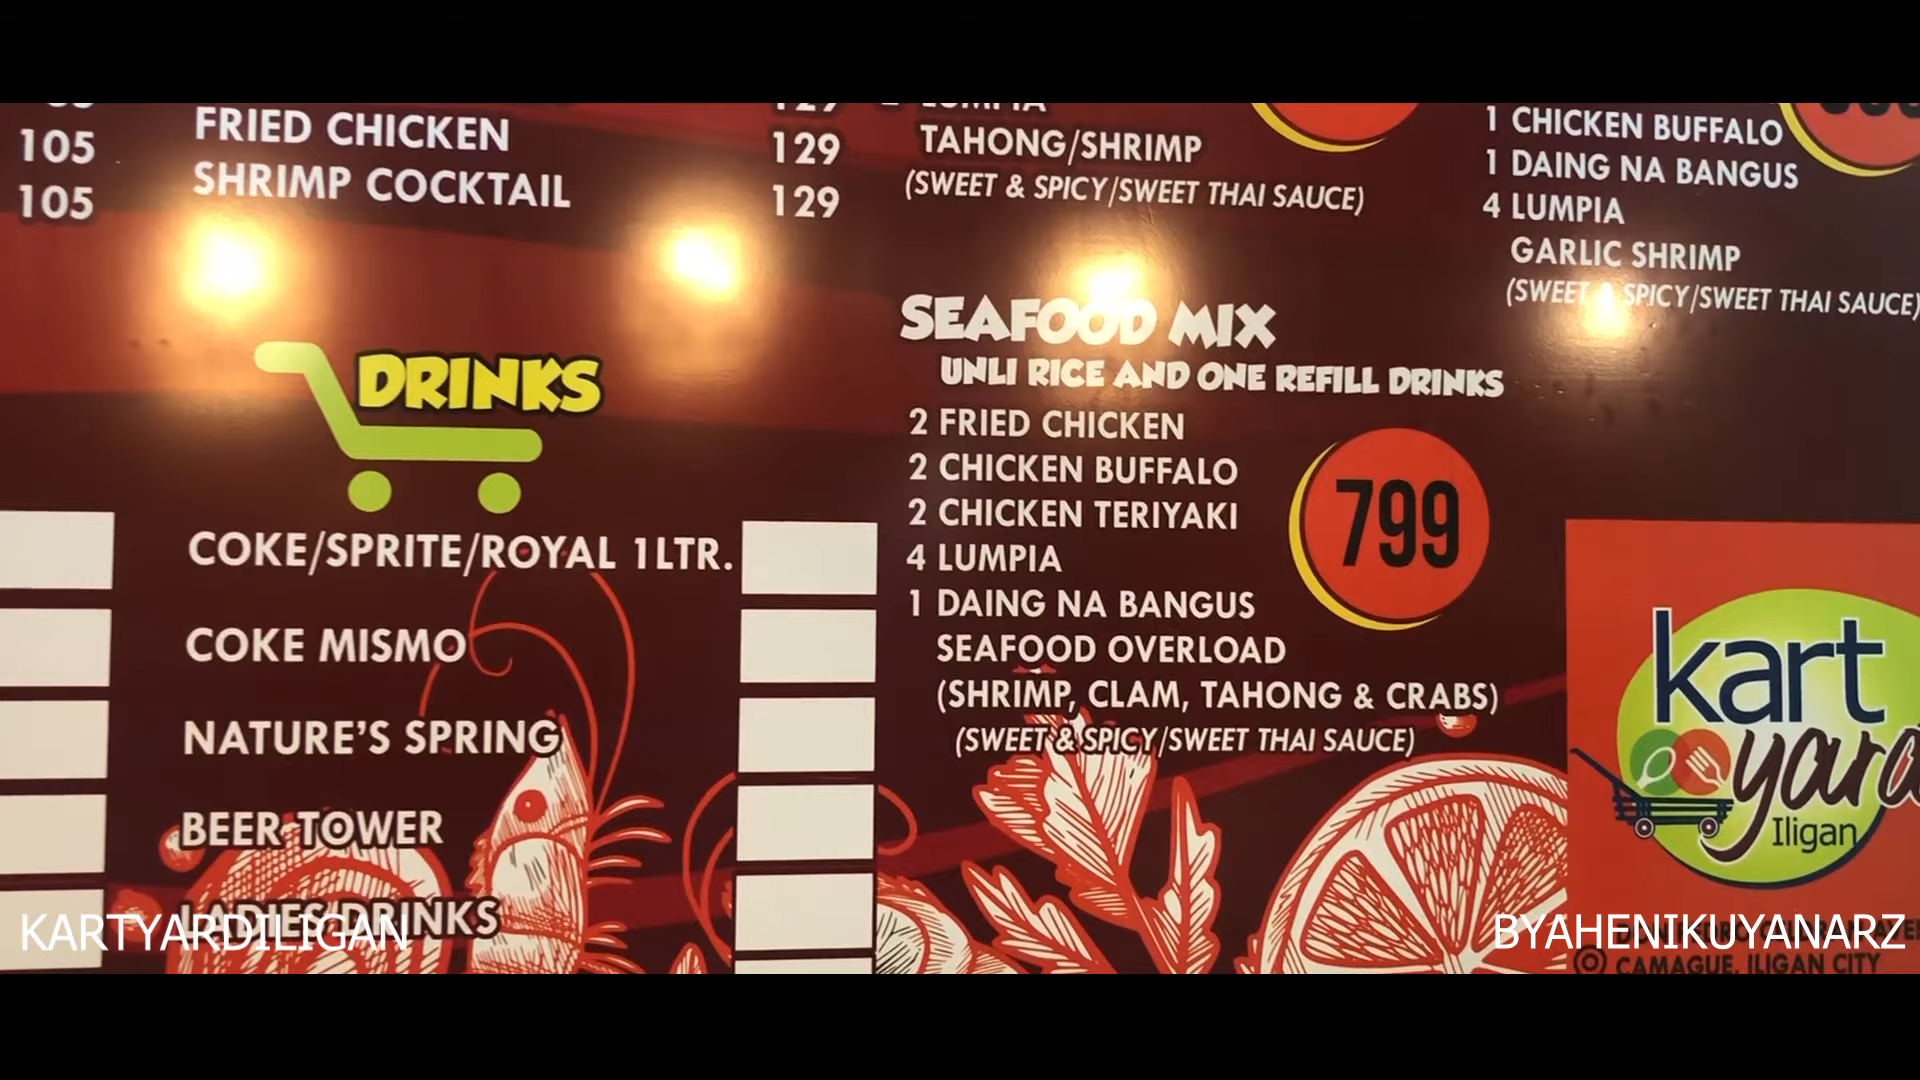 105
105
FRIED CHICKEN 129
SHRIMP COCKTAIL 129
DRINKS
COKE/SPRITE/ROYAL 1LTR.
COKE MISMO
NATURE'S SPRING
BEER TOWER
LADIES DRINKS
LUMPIA
TAHONG/SHRIMP
(SWEET & SPICY/SWEET THAI SAUCE)
SEAFOOD MIX
UNLI RICE AND ONE REFILL DRINKS
2 FRIED CHICKEN
2 CHICKEN BUFFALO
2 CHICKEN TERIYAKI
4 LUMPIA
1 DAING NA BANGUS
SEAFOOD OVERLOAD
(SHRIMP, CLAM, TAHONG & CRABS)
(SWEET & SPICY/SWEET THAI SAUCE)
799
1 CHICKEN BUFFALO
1 DAING NA BANGUS
4 LUMPIA
GARLIC SHRIMP
(SWEET & SPICY/SWEET THAI SAUCE)
kart
yard
Iligan
CAMAGUE, ILIGAN CITY
KARTYARDILIGAN
BYAHENIKUYANARZ